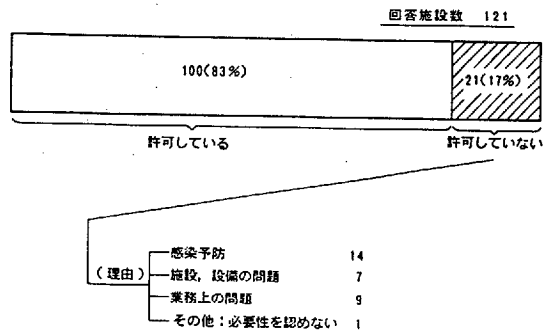 回答施設数 121
100(83%)
21(17%)
許可している
許可していない
(理由)
感染予防 14
施設,設備の問題 7
業務上の問題 9
その他:必要性を認めない 1